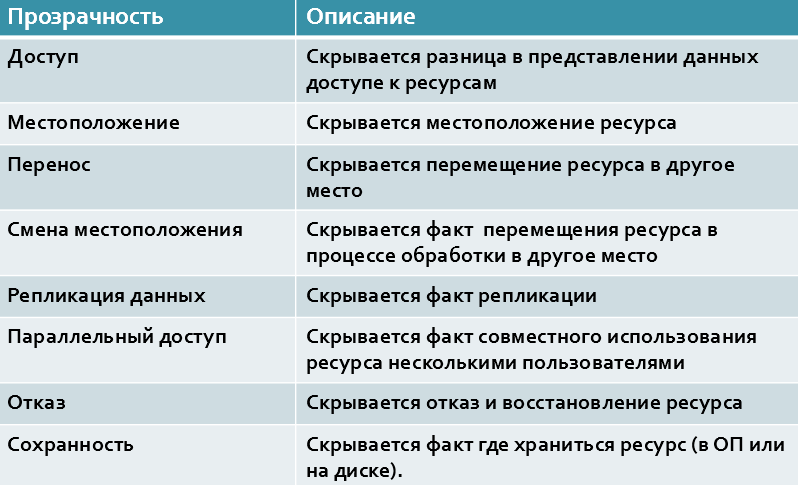 Прозрачность Описание
Доступ Скрывается разница в представлении данных
доступе к ресурсам
Местоположение Скрывается местоположение ресурса
Перенос Скрывается перемещение ресурса в другое
место
Смена местоположения Скрывается факт перемещения ресурса в
процессе обработки в другое место
Репликация данных Скрывается факт репликации
Параллельный доступ Скрывается факт совместного использования
ресурса несколькими пользователями
Отказ Скрывается отказ и восстановление ресурса
Сохранность Скрывается факт где храниться ресурс (в ОП или
на диске).